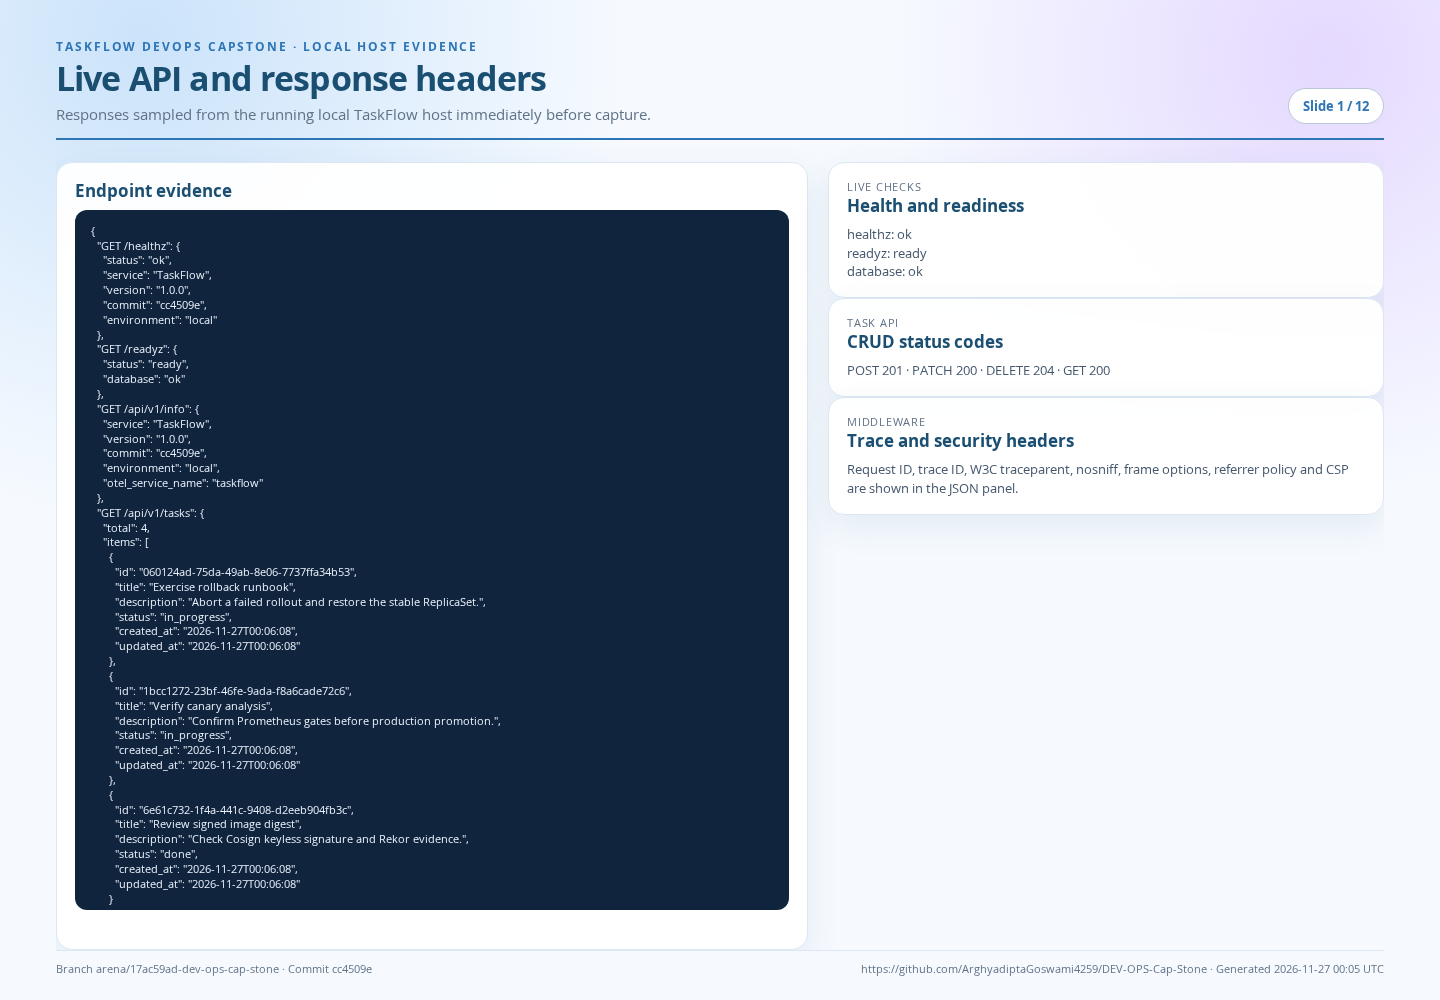 TASKFLOW DEVOPS CAPSTONE · LOCAL HOST EVIDENCE
Live API and response headers
Responses sampled from the running local TaskFlow host immediately before capture.
Slide 1 / 12
Endpoint evidence
{
"GET /healthz": {
"status": "ok",
"service": "TaskFlow",
"version": "1.0.0",
"commit": "cc4509e",
"environment": "local"
},
"GET /readyz": {
"status": "ready",
"database": "ok"
},
"GET /api/v1/info": {
"service": "TaskFlow",
"version": "1.0.0",
"commit": "cc4509e",
"environment": "local",
"otel_service_name": "taskflow"
},
"GET /api/v1/tasks": {
"total": 4,
"items": [
{
"id": "060124ad-75da-49ab-8e06-7737ffa34b53",
"title": "Exercise rollback runbook",
"description": "Abort a failed rollout and restore the stable ReplicaSet.",
"status": "in_progress",
"created_at": "2026-11-27T00:06:08",
"updated_at": "2026-11-27T00:06:08"
},
{
"id": "1bcc1272-23bf-46fe-9ada-f8a6cade72c6",
"title": "Verify canary analysis",
"description": "Confirm Prometheus gates before production promotion.",
"status": "in_progress",
"created_at": "2026-11-27T00:06:08",
"updated_at": "2026-11-27T00:06:08"
},
{
"id": "6e61c732-1f4a-441c-9408-d2eeb904fb3c",
"title": "Review signed image digest",
"description": "Check Cosign keyless signature and Rekor evidence.",
"status": "done",
"created_at": "2026-11-27T00:06:08",
"updated_at": "2026-11-27T00:06:08"
}
LIVE CHECKS
Health and readiness
healthz: ok
readyz: ready
database: ok
TASK API
CRUD status codes
POST 201 · PATCH 200 · DELETE 204 · GET 200
MIDDLEWARE
Trace and security headers
Request ID, trace ID, W3C traceparent, nosniff, frame options, referrer policy and CSP
are shown in the JSON panel.
Branch arena/17ac59ad-dev-ops-cap-stone · Commit cc4509e
https://github.com/ArghyadiptaGoswami4259/DEV-OPS-Cap-Stone · Generated 2026-11-27 00:05 UTC